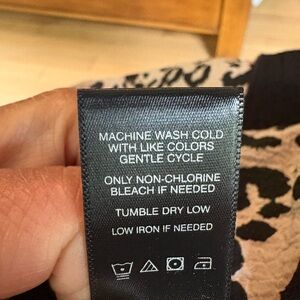 MACHINE WASH COLD
WITH LIKE COLORS
GENTLE CYCLE
ONLY NON-CHLORINE
BLEACH IF NEEDED
TUMBLE DRY LOW
LOW IRON IF NEEDED